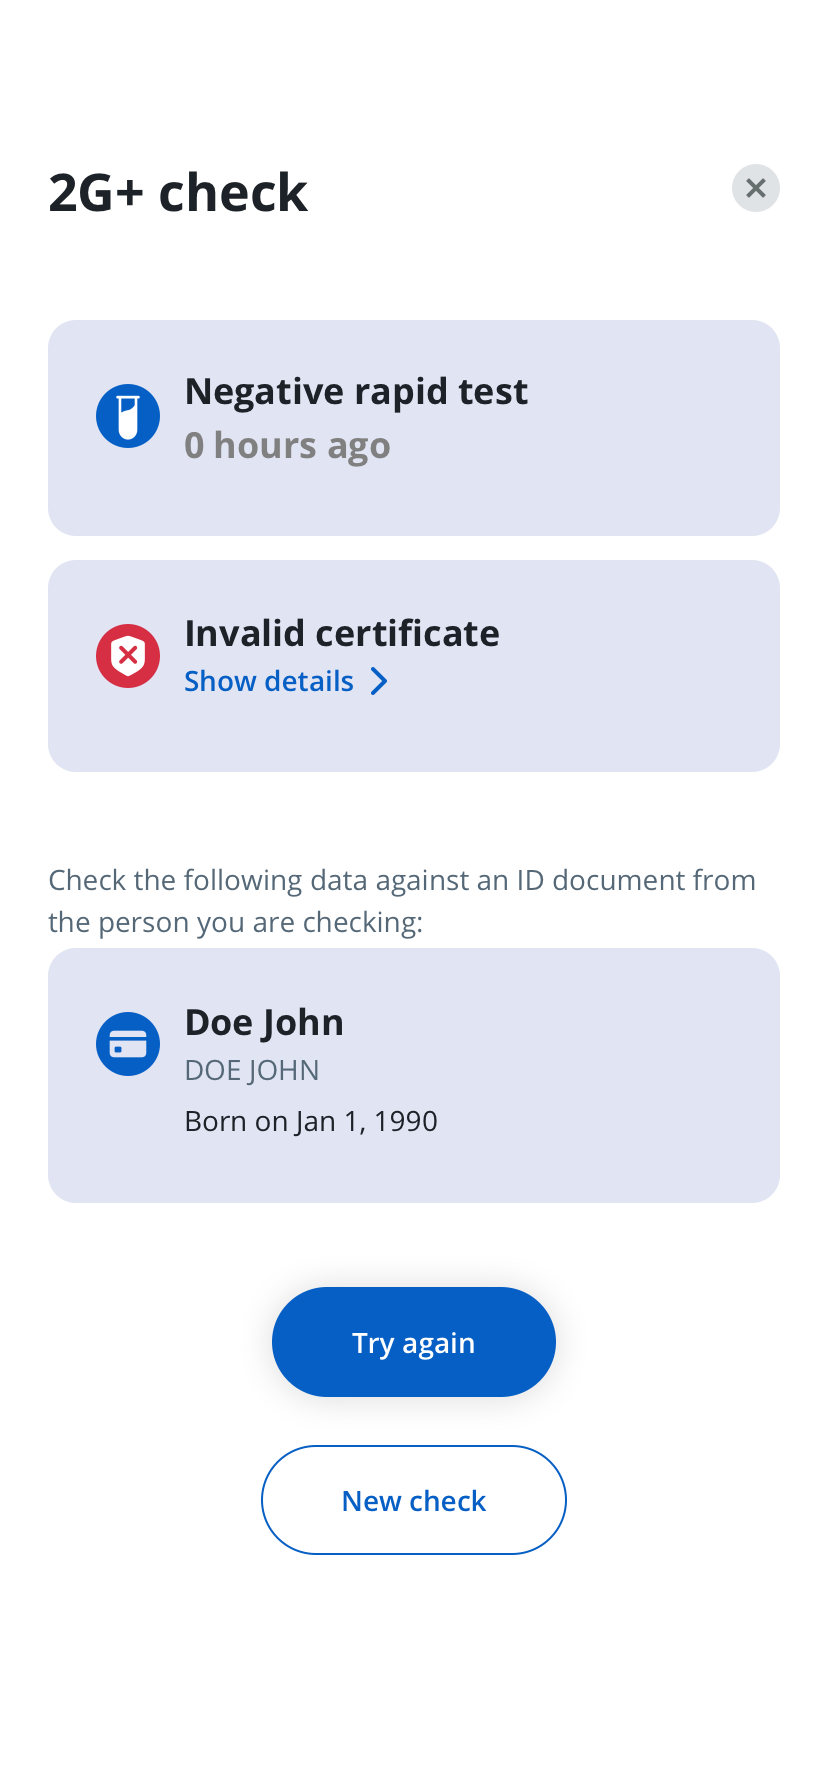 2G+ check
Negative rapid test
0 hours ago
Invalid certificate
Show details
Check the following data against an ID document from
the person you are checking:
Doe John
DOE JOHN
Born on Jan 1, 1990
Try again
New check